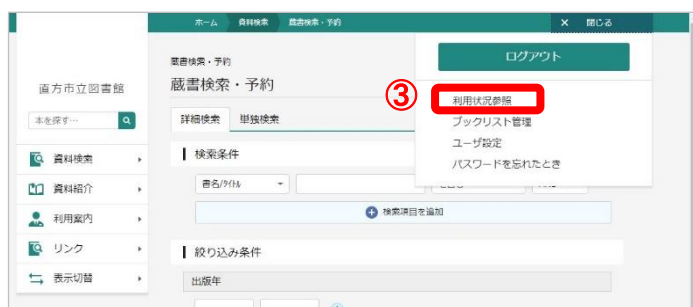 ホーム 資料検索 蔵書検索・予約
× 閉じる
ログアウト
③
利用状況参照
ブックリスト管理
ユーザ設定
パスワードを忘れたとき
直方市立図書館
本を探す…
資料検索
資料紹介
利用案内
リンク
表示切替
蔵書検索・予約
蔵書検索・予約
詳細検索 単独検索
検索条件
書名/タイトル
検索項目を追加
絞り込み条件
出版年